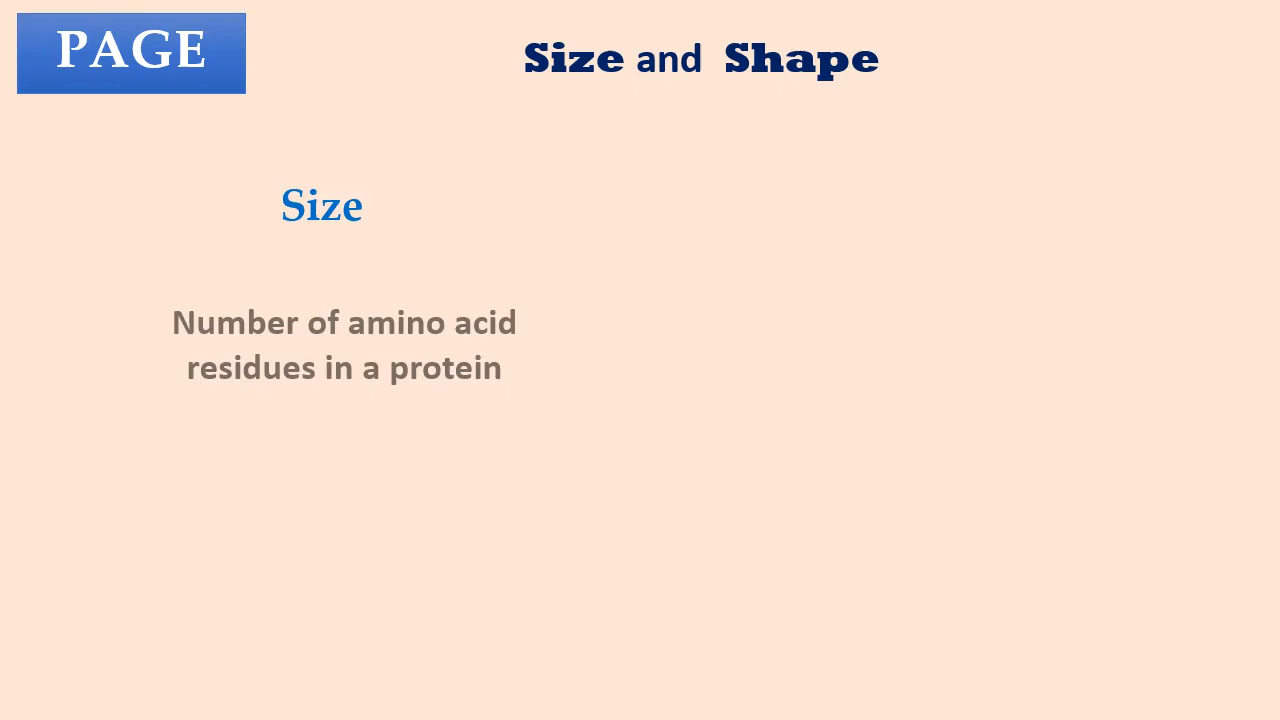 PAGE
Size and Shape
Size
Number of amino acid
residues in a protein